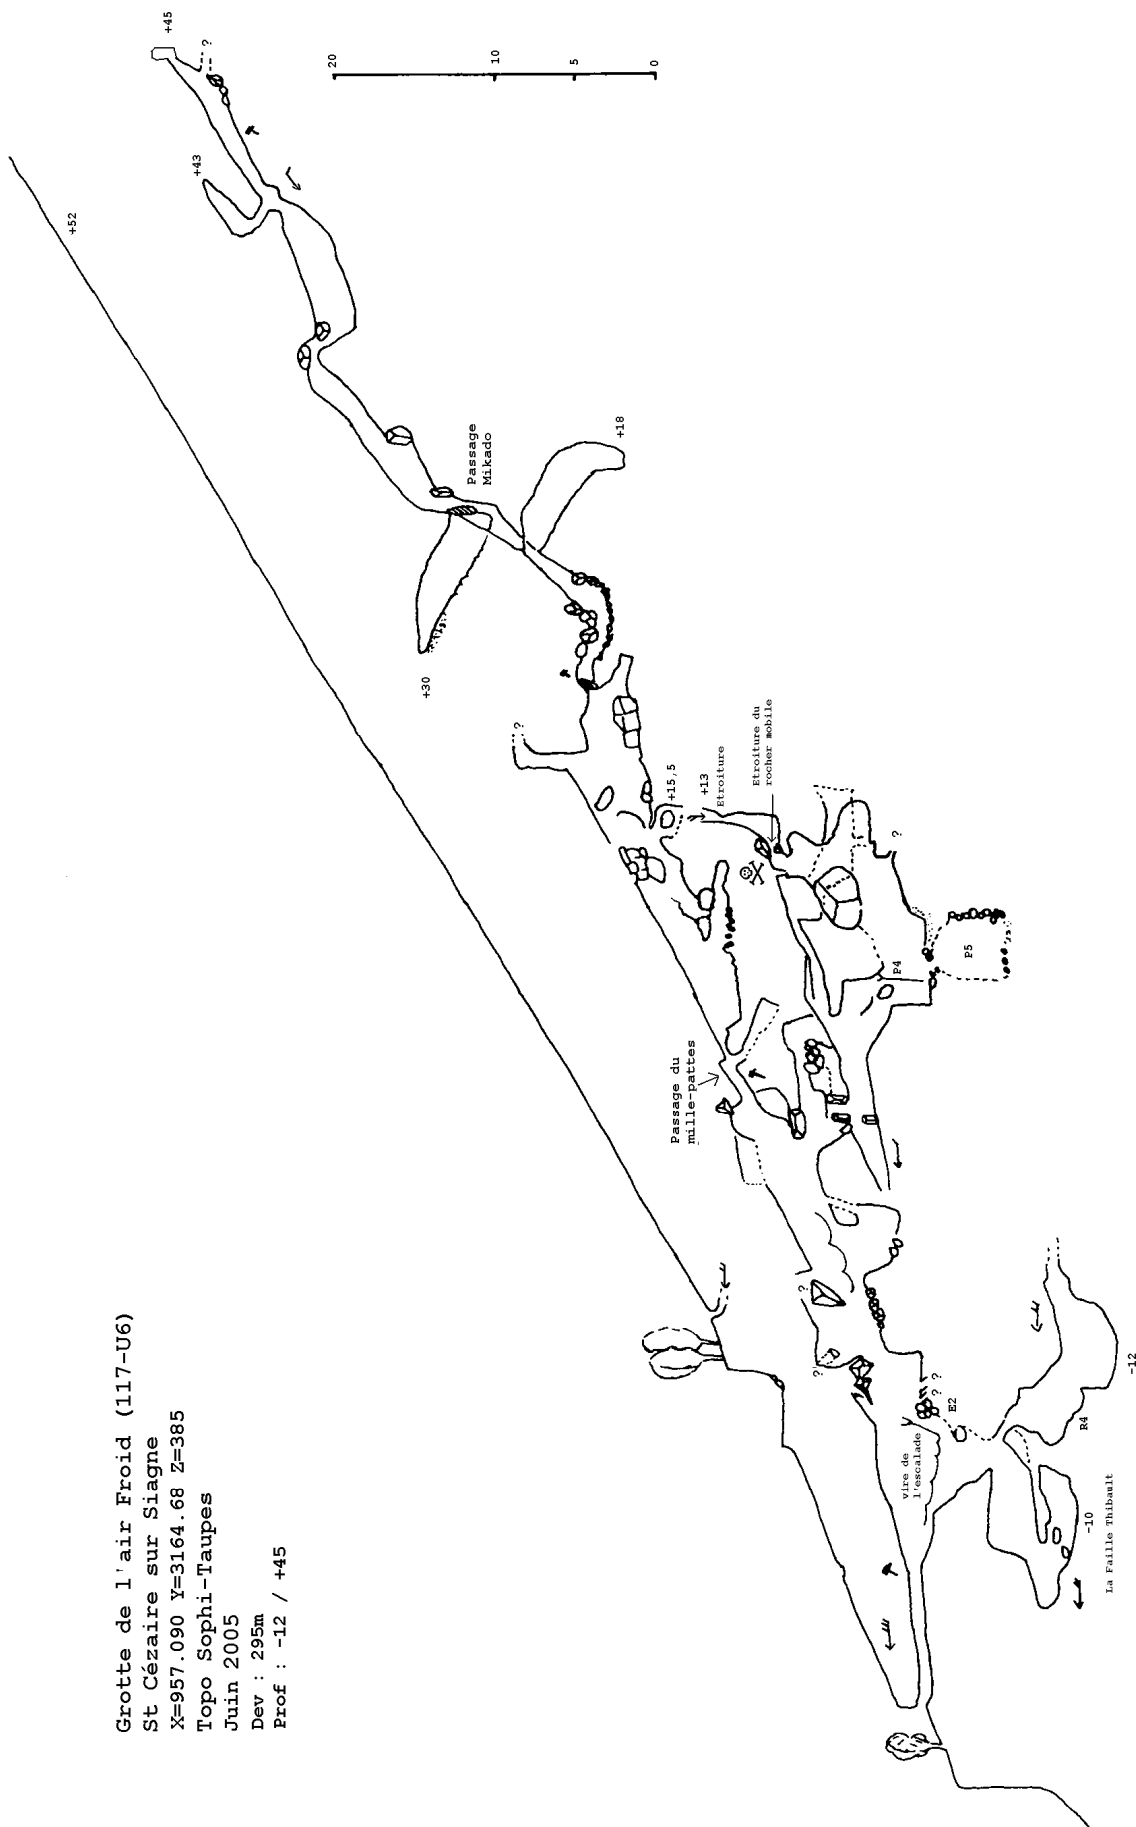 Grotte de l'air Froid (117-U6)
St Cézaire sur Siagne
X=957.090 Y=3164.68 Z=385
Topo Sophi-Taupes
Juin 2005
Dev : 295m
Prof : -12 / +45
+52
+45
?
+43
20
10
5
0
Passage
Mikado
+18
+30
?
+15,5
+13
Etroiture
Etroiture du
rocher mobile
?
P4
P5
Passage du
mille-pattes
?
?
vire de
l'escalade
? ?
E2
R4
-12
-10
La Faille Thibault